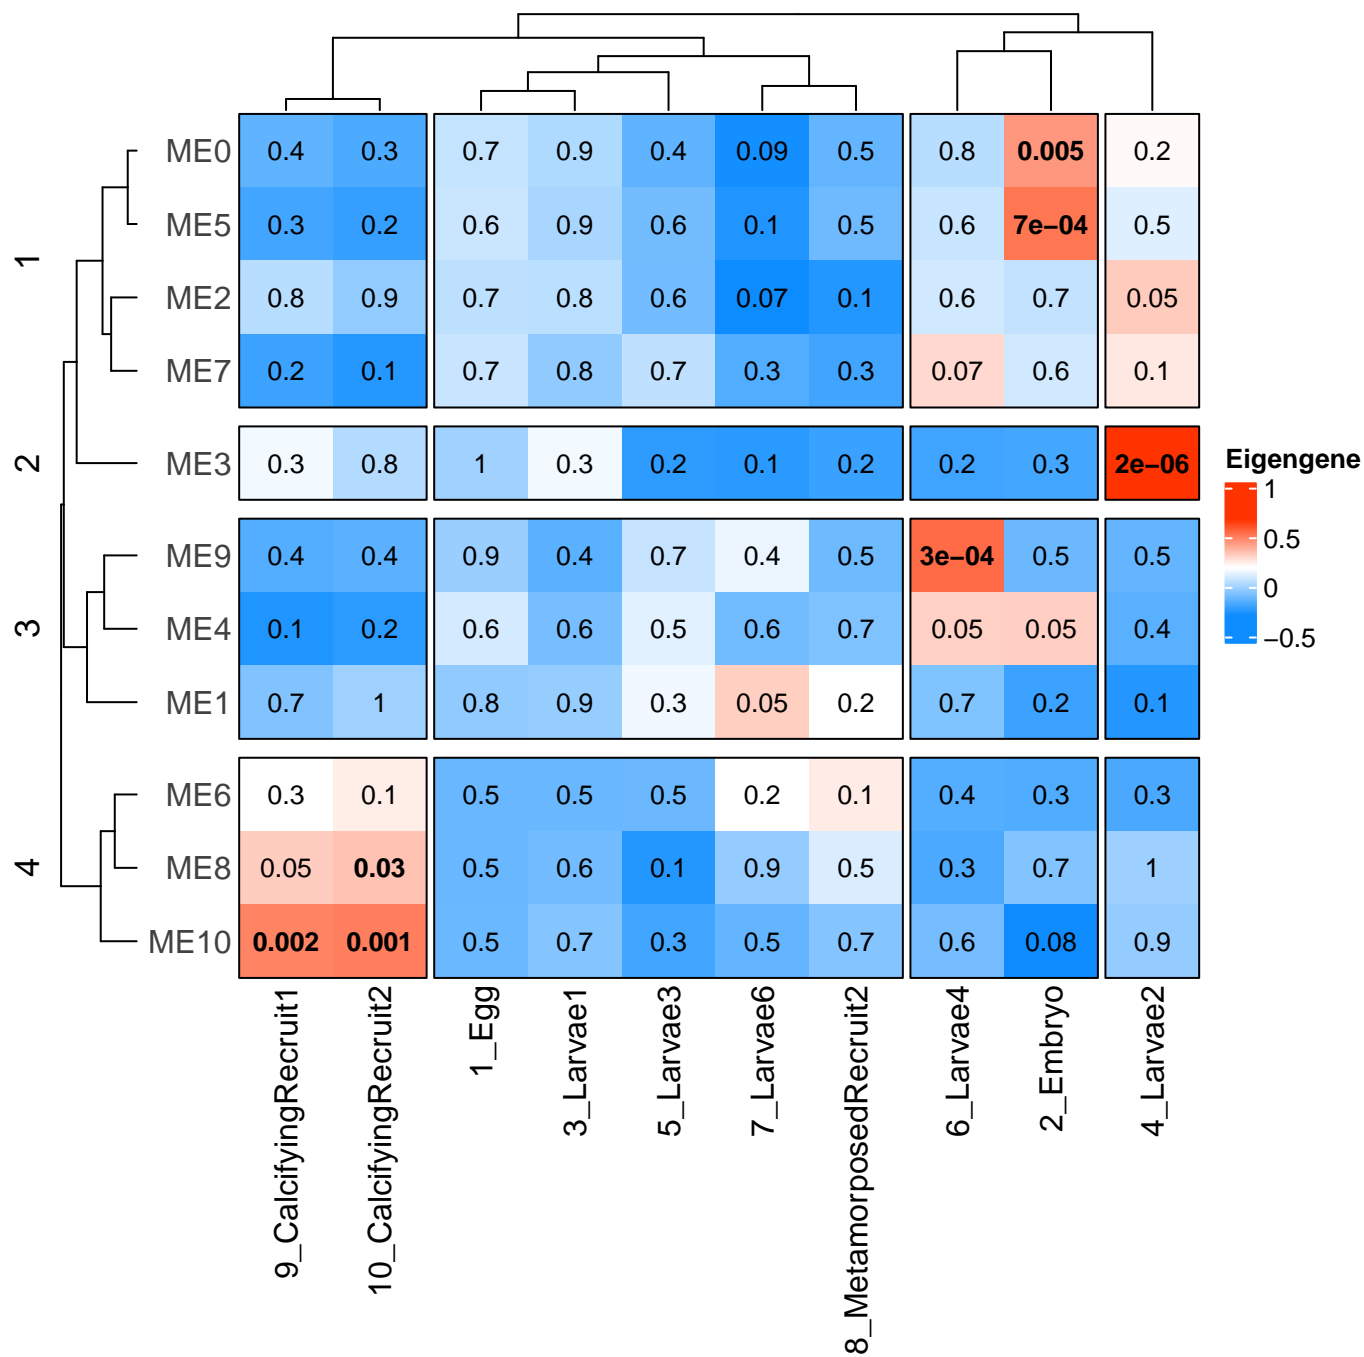 1
ME0 0.4 0.3 0.7 0.9 0.4 0.09 0.5 0.8 0.005 0.2
ME5 0.3 0.2 0.6 0.9 0.6 0.1 0.5 0.6 7e−04 0.5
ME2 0.8 0.9 0.7 0.8 0.6 0.07 0.1 0.6 0.7 0.05
ME7 0.2 0.1 0.7 0.8 0.7 0.3 0.3 0.07 0.6 0.1
2
ME3 0.3 0.8 1 0.3 0.2 0.1 0.2 0.2 0.3 2e−06
3
ME9 0.4 0.4 0.9 0.4 0.7 0.4 0.5 3e−04 0.5 0.5
ME4 0.1 0.2 0.6 0.6 0.5 0.6 0.7 0.05 0.05 0.4
ME1 0.7 1 0.8 0.9 0.3 0.05 0.2 0.7 0.2 0.1
4
ME6 0.3 0.1 0.5 0.5 0.5 0.2 0.1 0.4 0.3 0.3
ME8 0.05 0.03 0.5 0.6 0.1 0.9 0.5 0.3 0.7 1
ME10 0.002 0.001 0.5 0.7 0.3 0.5 0.7 0.6 0.08 0.9
9_CalcifyingRecruit1
10_CalcifyingRecruit2
1_Egg
3_Larvae1
5_Larvae3
7_Larvae6
8_MetamorposedRecruit2
6_Larvae4
2_Embryo
4_Larvae2
Eigengene
1
0.5
0
−0.5